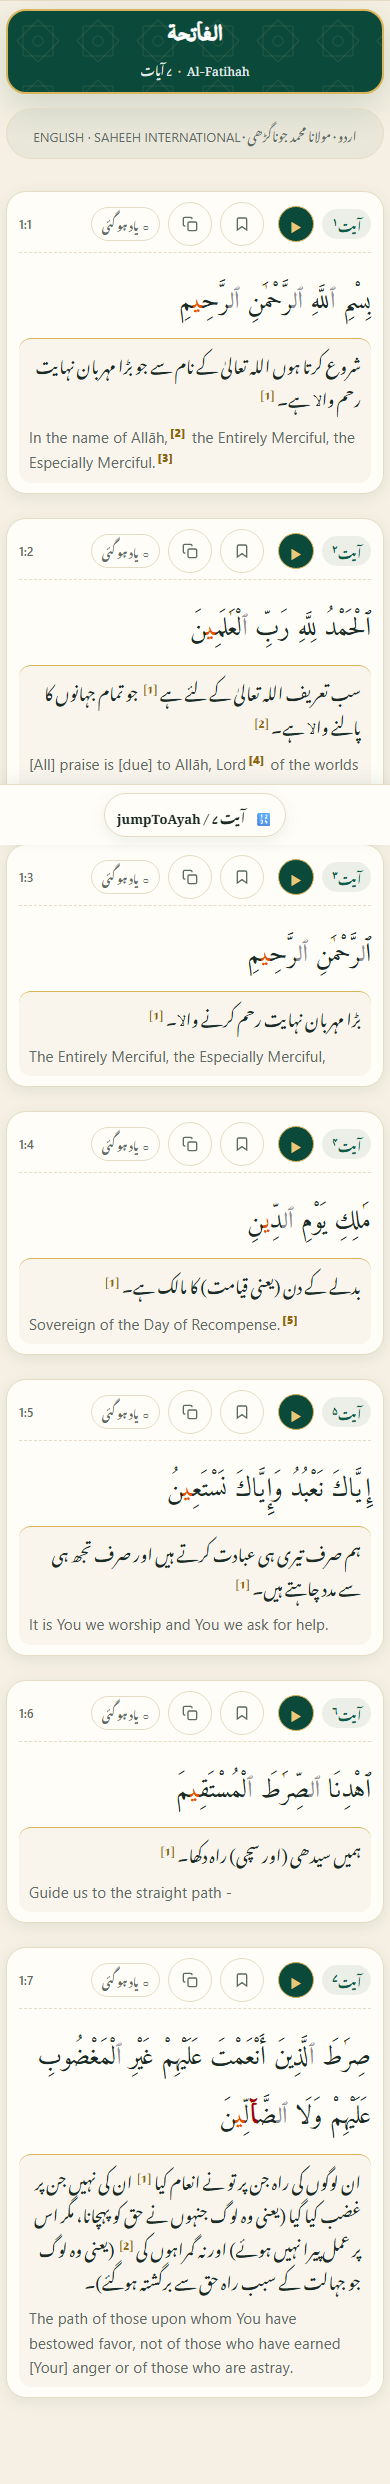 الفاتحة
Al-Fatihah · ٧ آیات
اردو · مولانا محمد جوناگڑھی · ENGLISH · SAHEEH INTERNATIONAL
آیت ١ ○ یاد ہو گئی 1:1
بِسْمِ ٱللَّهِ ٱلرَّحْمَٰنِ ٱلرَّحِيمِ
شروع کرتا ہوں اللہ تعالیٰ کے نام سے جو بڑا مہربان نہایت
رحم والا ہے۔ [1]
In the name of Allāh,[2] the Entirely Merciful, the
Especially Merciful.[3]
آیت ٢ ○ یاد ہو گئی 1:2
ٱلْحَمْدُ لِلَّهِ رَبِّ ٱلْعَٰلَمِينَ
سب تعریف اللہ تعالیٰ کے لئے ہے [1] جو تمام جہانوں کا
پالنے والا ہے۔ [2]
[All] praise is [due] to Allāh, Lord[4] of the worlds
jumpToAyah / آیت ٧
آیت ٣ ○ یاد ہو گئی 1:3
ٱلرَّحْمَٰنِ ٱلرَّحِيمِ
بڑا مہربان نہایت رحم کرنے والا۔ [1]
The Entirely Merciful, the Especially Merciful,
آیت ۴ ○ یاد ہو گئی 1:4
مَٰلِكِ يَوْمِ ٱلدِّينِ
بدلے کے دن (یعنی قیامت) کا مالک ہے۔ [1]
Sovereign of the Day of Recompense.[5]
آیت ۵ ○ یاد ہو گئی 1:5
إِيَّاكَ نَعْبُدُ وَإِيَّاكَ نَسْتَعِينُ
ہم صرف تیری ہی عبادت کرتے ہیں اور صرف تجھ ہی
سے مدد چاہتے ہیں۔ [1]
It is You we worship and You we ask for help.
آیت ٦ ○ یاد ہو گئی 1:6
ٱهْدِنَا ٱلصِّرَٰطَ ٱلْمُسْتَقِيمَ
ہمیں سیدھی (اور سچی) راہ دکھا۔ [1]
Guide us to the straight path -
آیت ٧ ○ یاد ہو گئی 1:7
صِرَٰطَ ٱلَّذِينَ أَنْعَمْتَ عَلَيْهِمْ غَيْرِ ٱلْمَغْضُوبِ
عَلَيْهِمْ وَلَا ٱلضَّآلِّينَ
ان لوگوں کی راہ جن پر تو نے انعام کیا [1] ان کی نہیں جن پر
غضب کیا گیا (یعنی وہ لوگ جنہوں نے حق کو پہچانا، مگر اس
پر عمل پیرا نہیں ہوئے) اور نہ گمراہوں کی [2] (یعنی وہ لوگ
جو جہالت کے سبب راہ حق سے برگشتہ ہوگئے)۔
The path of those upon whom You have
bestowed favor, not of those who have earned
[Your] anger or of those who are astray.